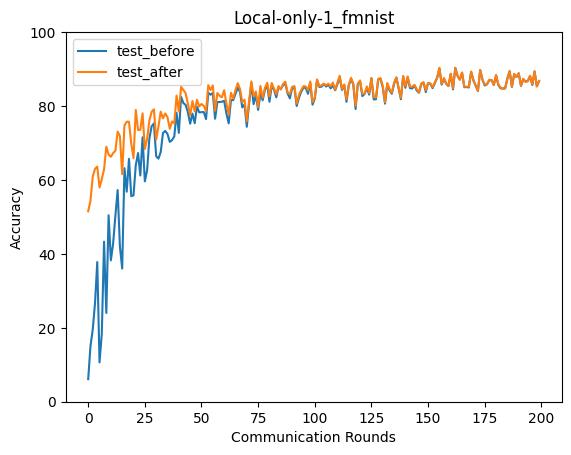 Local-only-1_fmnist
test_before
test_after
Accuracy
100
80
60
40
20
0
0 25 50 75 100 125 150 175 200
Communication Rounds